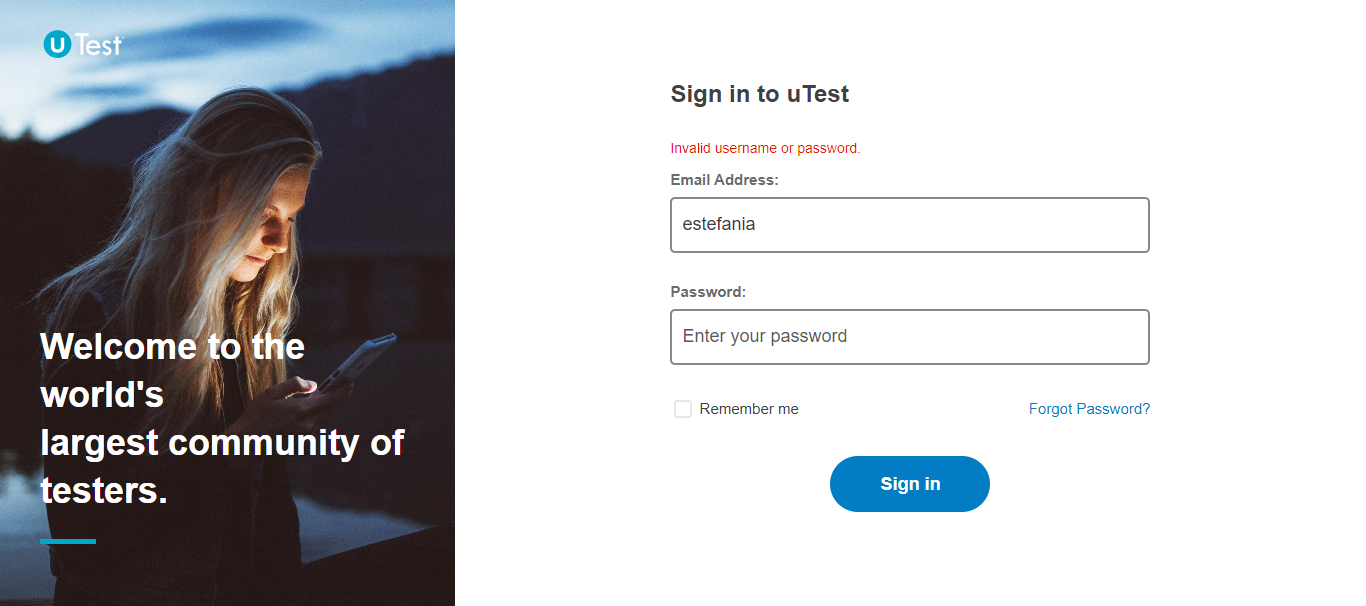 uTest
Welcome to the
world's
largest community of
testers.
Sign in to uTest
Invalid username or password.
Email Address:
estefania
Password:
Enter your password
Remember me
Forgot Password?
Sign in